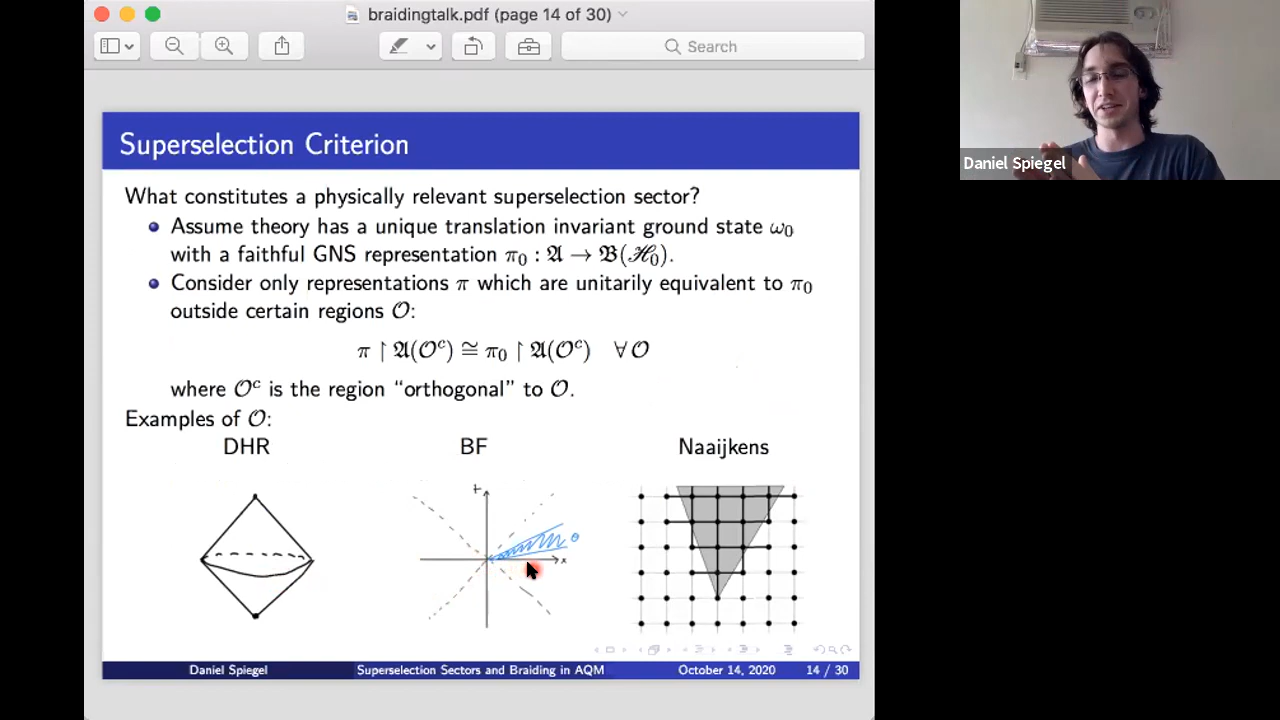 braidingtalk.pdf (page 14 of 30)
Search
Daniel Spiegel
Superselection Criterion
What constitutes a physically relevant superselection sector?
Assume theory has a unique translation invariant ground state ω₀
with a faithful GNS representation π₀ : 𝔄 → 𝔅(ℋ₀).
Consider only representations π which are unitarily equivalent to π₀
outside certain regions 𝒪:
π ↾ 𝔄(𝒪ᶜ) ≅ π₀ ↾ 𝔄(𝒪ᶜ) ∀ 𝒪
where 𝒪ᶜ is the region “orthogonal” to 𝒪.
Examples of 𝒪:
DHR BF Naaijkens
t
x
Daniel Spiegel Superselection Sectors and Braiding in AQM October 14, 2020 14 / 30